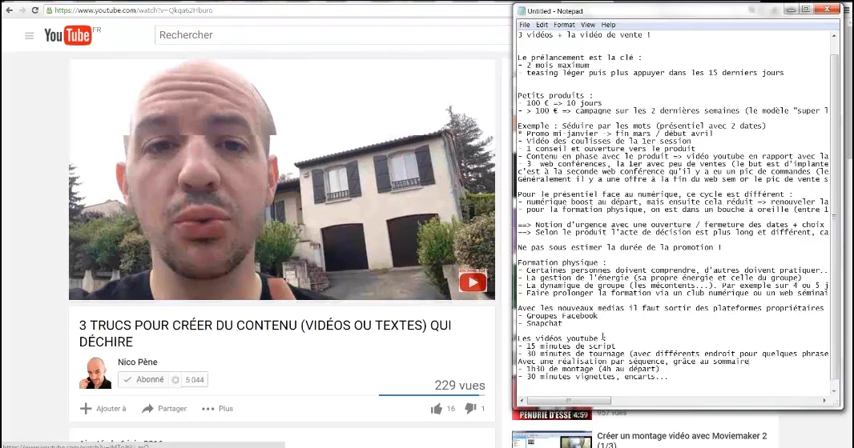 https://www.youtube.com/watch?v=
YouTube FR
Rechercher
3 TRUCS POUR CRÉER DU CONTENU (VIDÉOS OU TEXTES) QUI
DÉCHIRE
Nico Pène
Abonné 5 044
229 vues
Ajouter à Partager Plus
16 1
Untitled - Notepad
File Edit Format View Help
3 vidéos + la vidéo de vente !
Le prélancement est la clé :
- 2 mois maximum
- teasing léger puis plus appuyer dans les 15 derniers jours
Petits produits :
- 100 € => 10 jours
- > 100 € => campagne sur les 2 dernières semaines (le modèle "super l
Exemple : Séduire par les mots (présentiel avec 2 dates)
* Promo mi-janvier -> fin mars / début avril
- Vidéo des coulisses de la 1er session
- 1 conseil et ouverture vers le produit
- Contenu en phase avec le produit => vidéo youtube en rapport avec la
- 3 web conférences, la 1er avec peu de ventes (le but est d'implante
c'est à la seconde web conférence qu'il y a eu un pic de commandes (le
Généralement il y a une offre à la fin du web sem or le pic de vente s
Pour le présentiel face au numérique, ce cycle est différent :
- numérique boost au départ, mais ensuite cela réduit => renouveler la
- pour la formation physique, on est dans un bouche à oreille (entre 1
==> Notion d'urgence avec une ouverture / fermeture des dates + choix
--> Selon le produit l'acte de décision est plus long et différent, ca
Ne pas sous estimer la durée de la promotion !
Formation physique :
- Certaines personnes doivent comprendre, d'autres doivent pratiquer..
- La gestion de l'énergie (sa propre énergie et celle du groupe)
- La dynamique de groupe (les mécontents...). Par exemple sur 4 ou 5 j
- Faire prolonger la formation via un club numérique ou un web séminai
Avec les nouveaux medias il faut sortir des plateformes propriétaires
- Groupes Facebook
- Snapchat
Les vidéos youtube
- 15 minutes de script
- 30 minutes de tournage (avec différents endroit pour quelques phrase
Avec une réalisation par séquence, grâce au sommaire
- 1h30 de montage (4h au départ)
- 30 minutes vignettes, encarts...
PENURIE D'ESSE 4:59
957 vues
Créer un montage vidéo avec Moviemaker 2
(1/3)